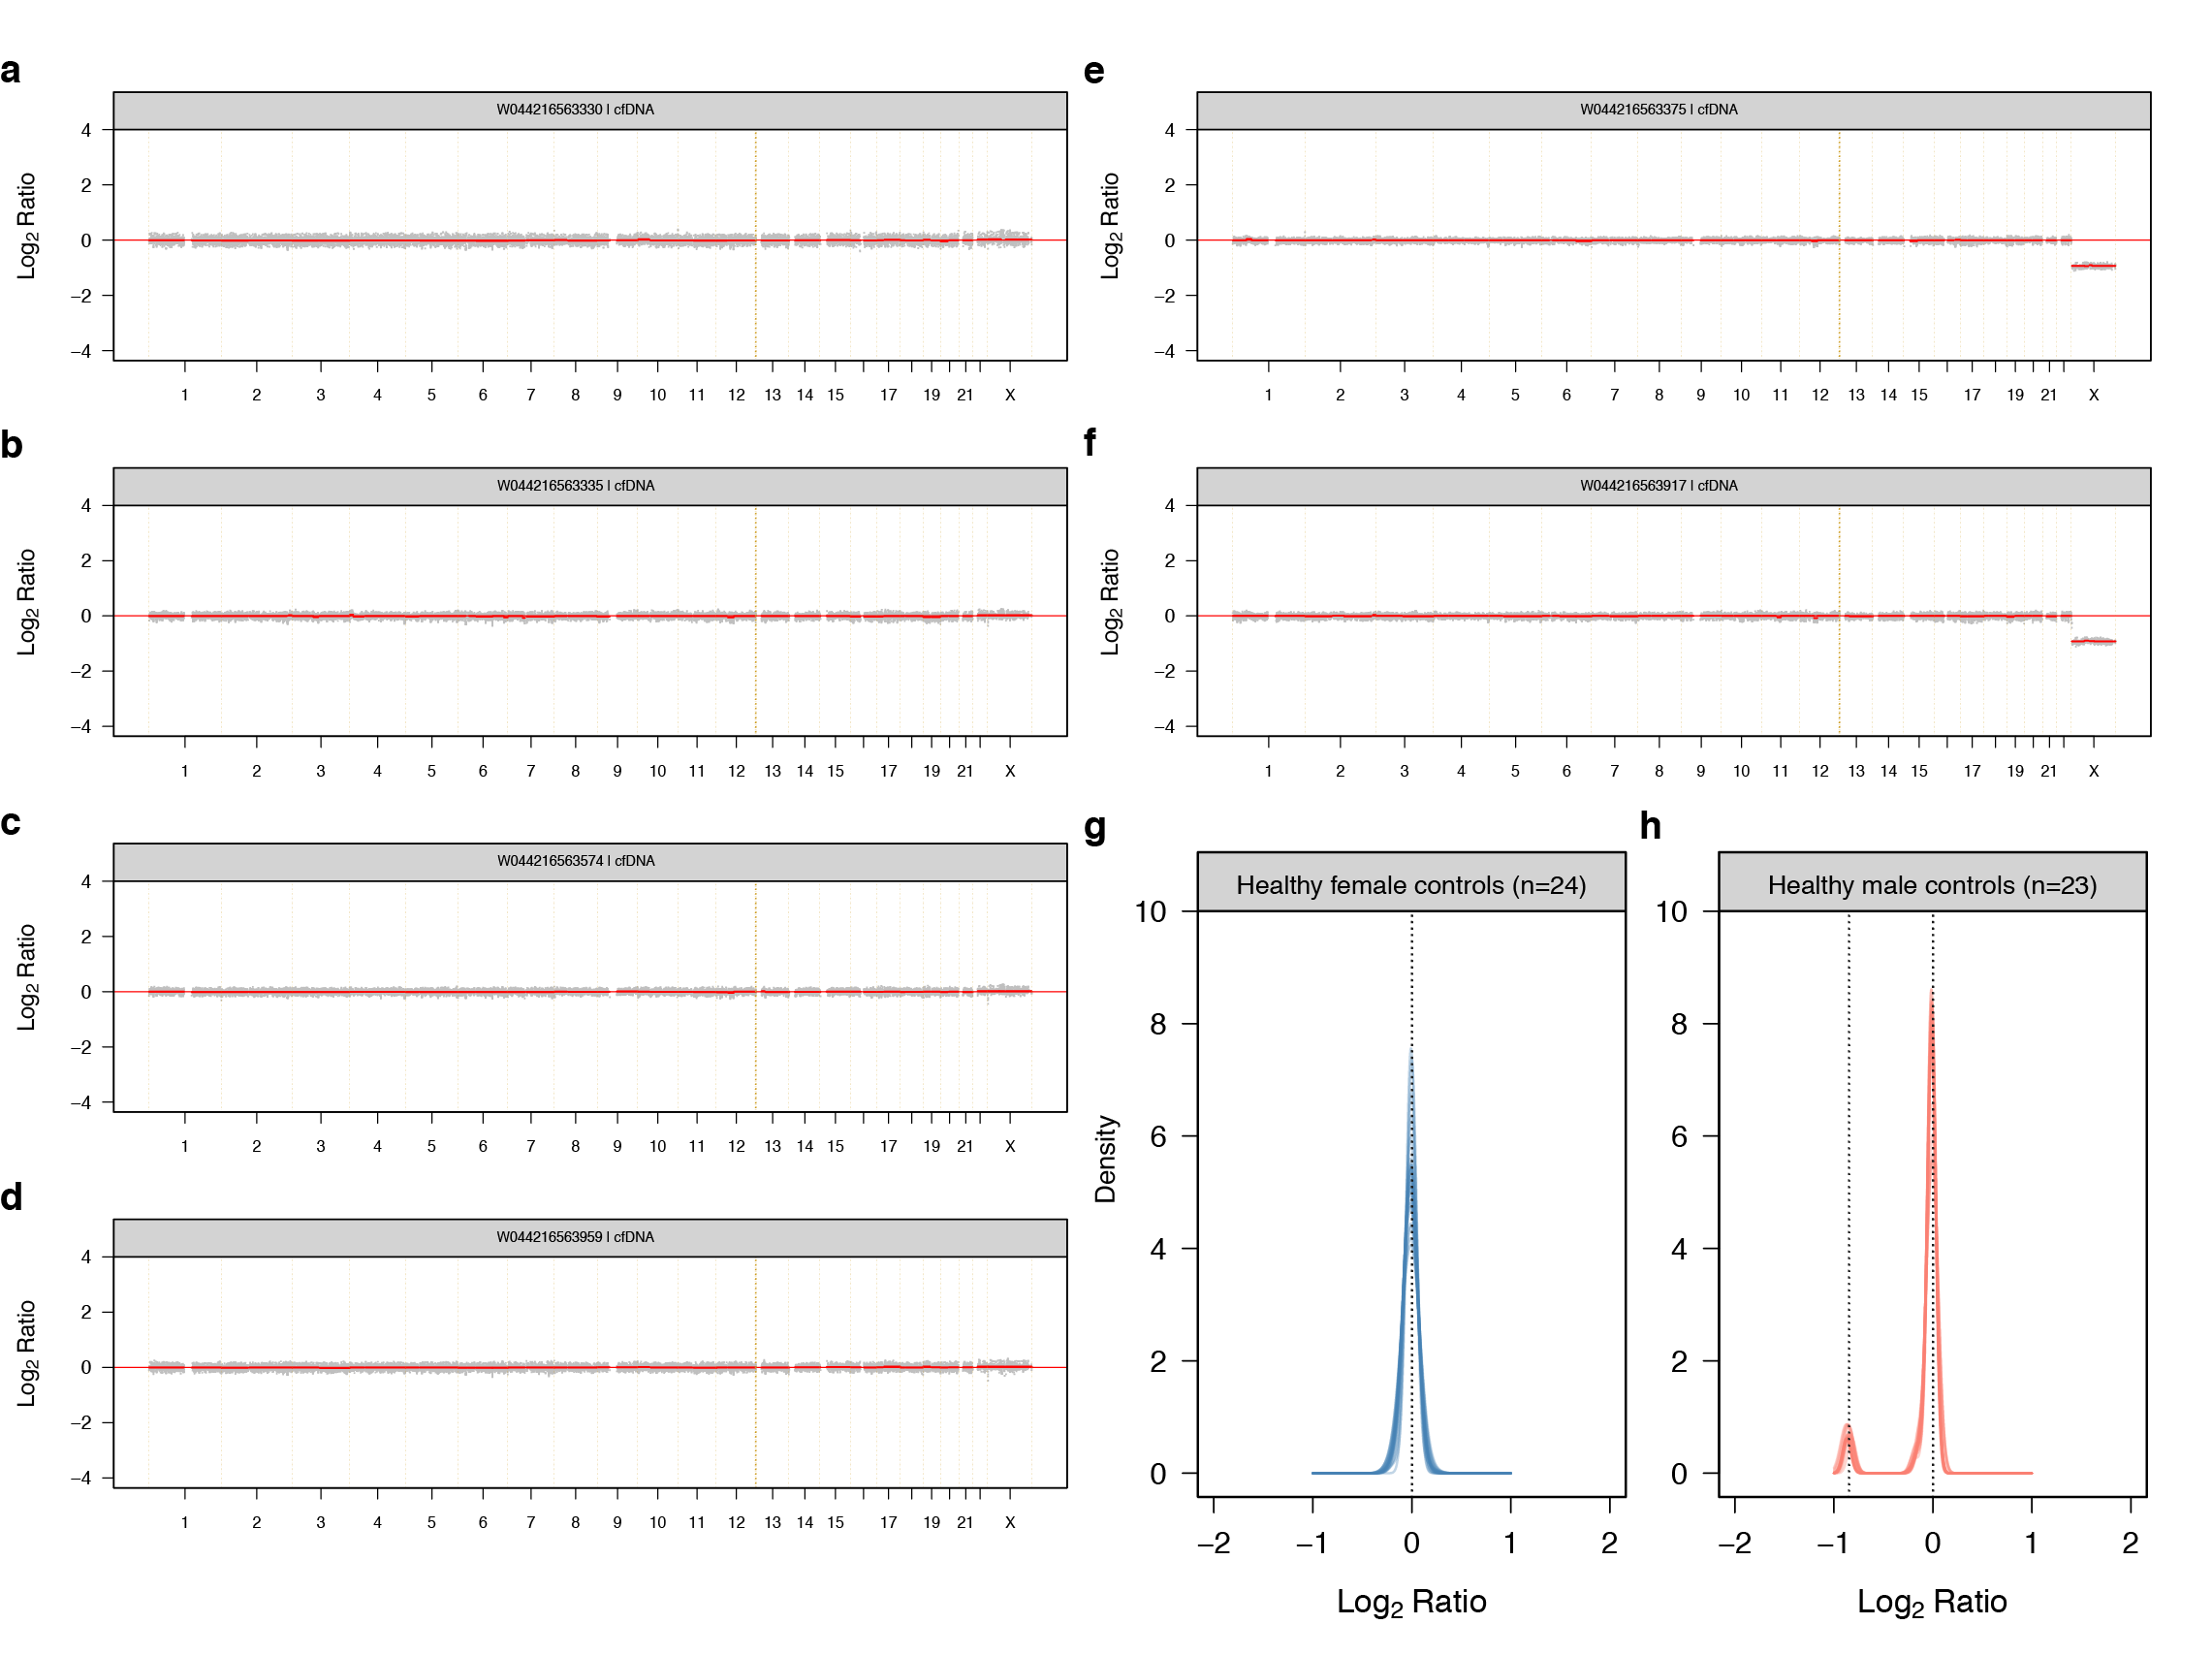 a
W044216563330 | cfDNA
Log2 Ratio
4
2
0
−2
−4
1 2 3 4 5 6 7 8 9 10 11 12 13 14 15 17 19 21 X
b
W044216563335 | cfDNA
Log2 Ratio
4
2
0
−2
−4
1 2 3 4 5 6 7 8 9 10 11 12 13 14 15 17 19 21 X
c
W044216563574 | cfDNA
Log2 Ratio
4
2
0
−2
−4
1 2 3 4 5 6 7 8 9 10 11 12 13 14 15 17 19 21 X
d
W044216563959 | cfDNA
Log2 Ratio
4
2
0
−2
−4
1 2 3 4 5 6 7 8 9 10 11 12 13 14 15 17 19 21 X
e
W044216563375 | cfDNA
Log2 Ratio
4
2
0
−2
−4
1 2 3 4 5 6 7 8 9 10 11 12 13 14 15 17 19 21 X
f
W044216563917 | cfDNA
Log2 Ratio
4
2
0
−2
−4
1 2 3 4 5 6 7 8 9 10 11 12 13 14 15 17 19 21 X
g
Healthy female controls (n=24)
Density
10
8
6
4
2
0
−2 −1 0 1 2
Log2 Ratio
h
Healthy male controls (n=23)
10
8
6
4
2
0
−2 −1 0 1 2
Log2 Ratio